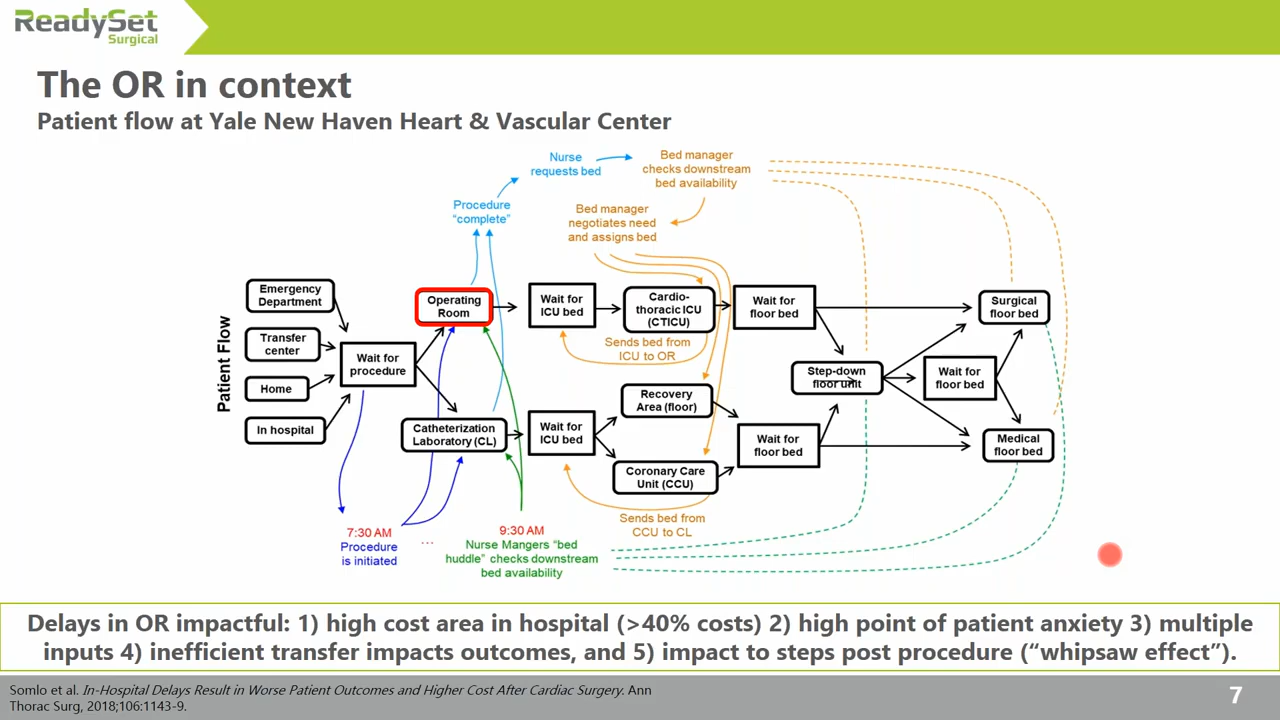 ReadySet
Surgical
The OR in context
Patient flow at Yale New Haven Heart & Vascular Center
Nurse
requests bed
Bed manager
checks downstream
bed availability
Procedure
“complete”
Bed manager
negotiates need
and assigns bed
Patient Flow
Emergency
Department
Transfer
center
Home
In hospital
Wait for
procedure
Operating
Room
Catheterization
Laboratory (CL)
Wait for
ICU bed
Cardio-
thoracic ICU
(CTICU)
Wait for
floor bed
Sends bed from
ICU to OR
Surgical
floor bed
Step-down
floor unit
Wait for
floor bed
Recovery
Area (floor)
Wait for
ICU bed
Wait for
floor bed
Coronary Care
Unit (CCU)
Medical
floor bed
Sends bed from
CCU to CL
7:30 AM
Procedure
is initiated
...
9:30 AM
Nurse Mangers “bed
huddle” checks downstream
bed availability
Delays in OR impactful: 1) high cost area in hospital (>40% costs) 2) high point of patient anxiety 3) multiple
inputs 4) inefficient transfer impacts outcomes, and 5) impact to steps post procedure (“whipsaw effect”).
Somlo et al. In-Hospital Delays Result in Worse Patient Outcomes and Higher Cost After Cardiac Surgery. Ann
Thorac Surg, 2018;106:1143-9.
7